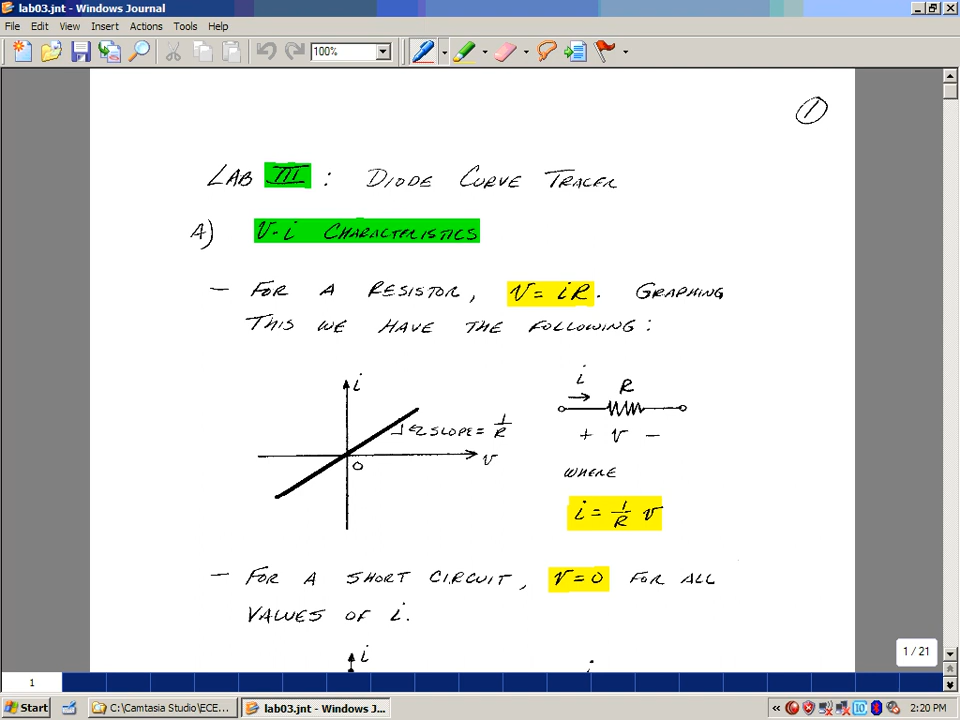 lab03.jnt - Windows Journal
File Edit View Insert Actions Tools Help
100%
1
LAB III : DIODE CURVE TRACER
A) V-i CHARACTERISTICS
— FOR A RESISTOR, V = iR. GRAPHING
THIS WE HAVE THE FOLLOWING :
i
SLOPE = 1/R
0
v
i
R
+ v −
WHERE
i = 1/R v
— FOR A SHORT CIRCUIT, V = 0 FOR ALL
VALUES OF i.
i
i
1 / 21
1
Start C:\Camtasia Studio\ECE... lab03.jnt - Windows J... 2:20 PM